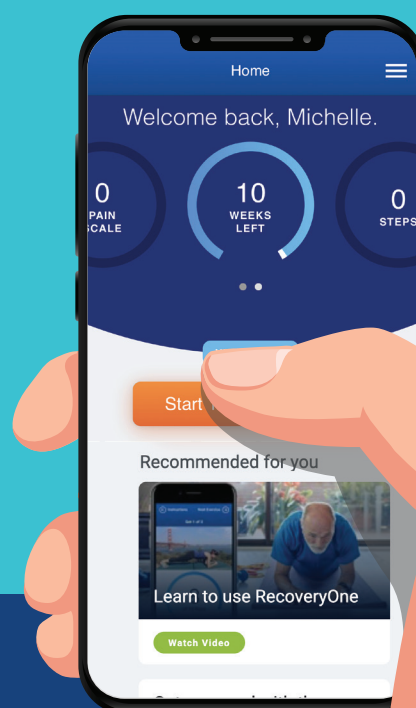 Home
Welcome back, Michelle.
0
PAIN
SCALE
10
WEEKS
LEFT
0
STEPS
Start
Recommended for you
Learn to use RecoveryOne
Watch Video